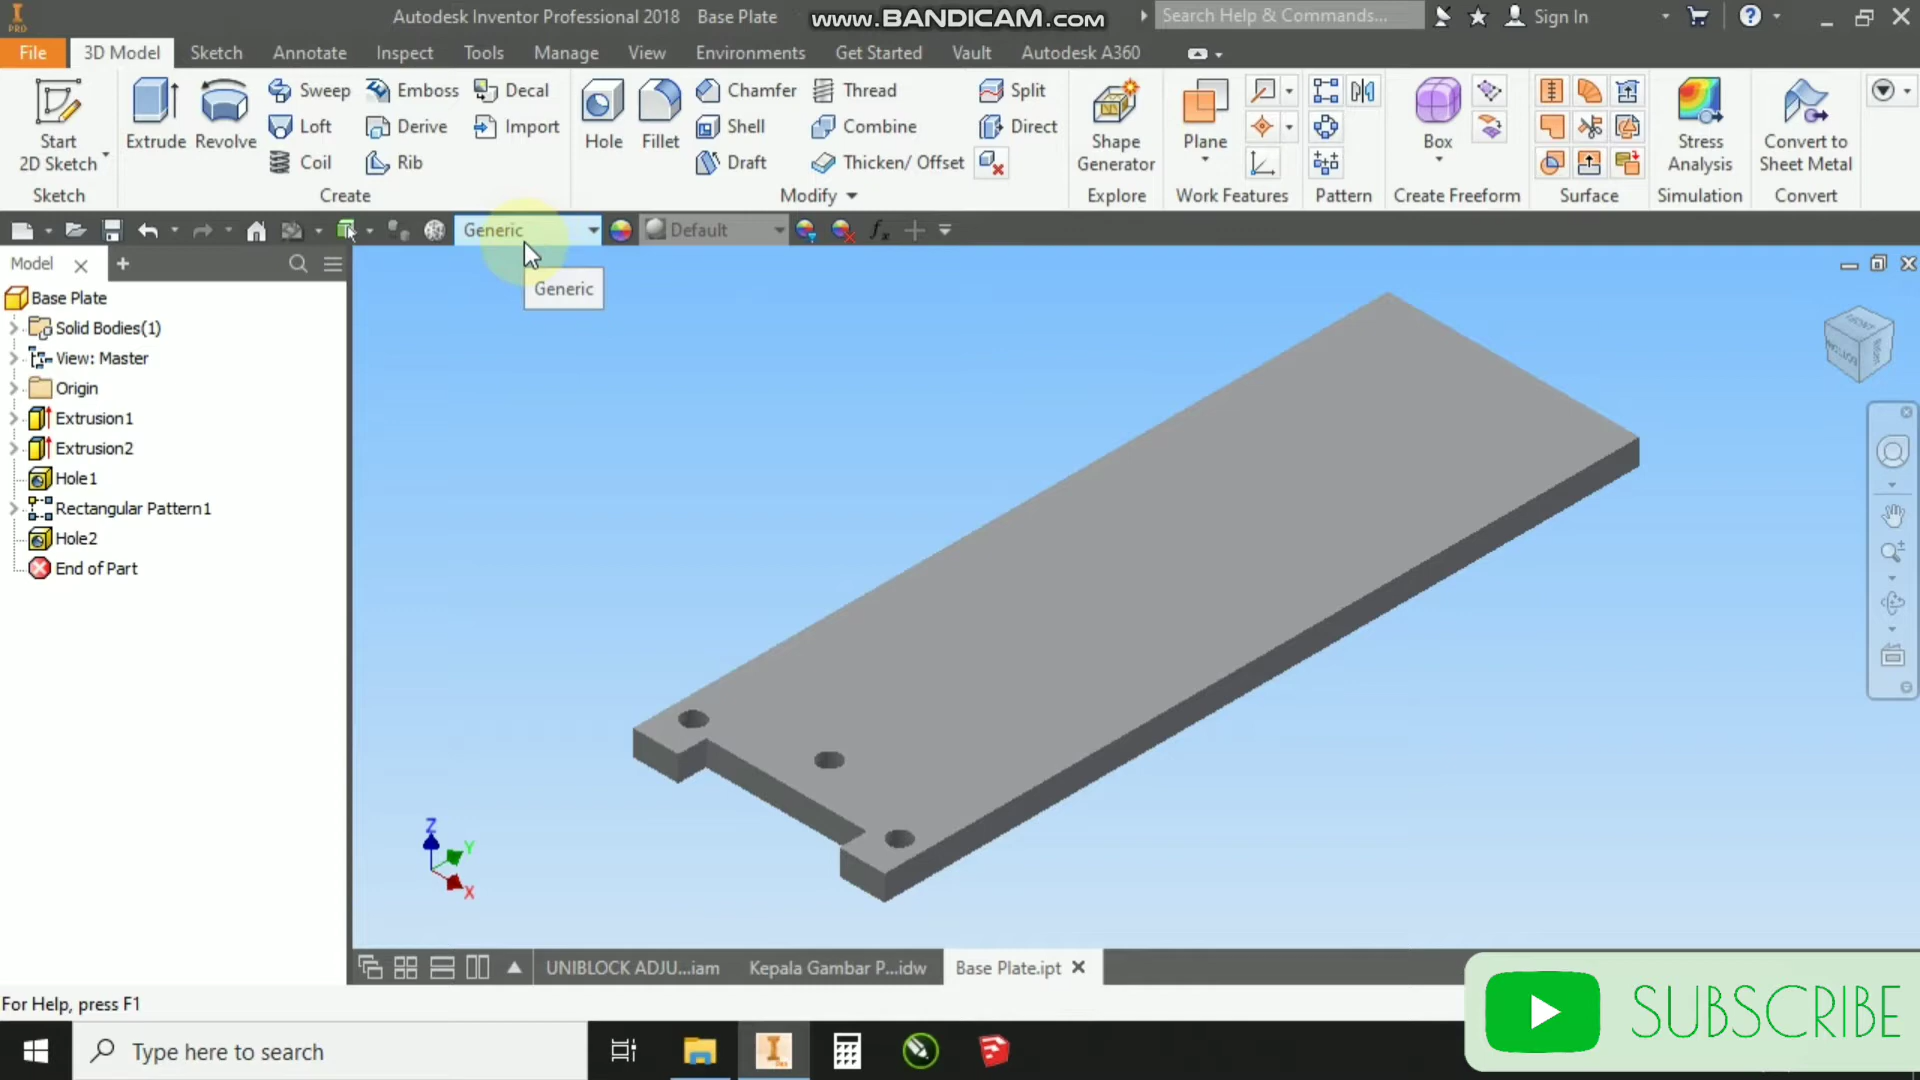 Autodesk Inventor Professional 2018 Base Plate
www.BANDICAM.com
Search Help & Commands...
Sign In
PRO
File 3D Model Sketch Annotate Inspect Tools Manage View Environments Get Started Vault Autodesk A360
Start
2D Sketch
Sketch
Extrude
Revolve
Sweep
Loft
Coil
Emboss
Derive
Rib
Decal
Import
Create
Hole
Fillet
Chamfer
Shell
Draft
Thread
Combine
Thicken/ Offset
Split
Direct
Modify
Shape
Generator
Explore
Plane
Work Features
Pattern
Box
Create Freeform
Surface
Stress
Analysis
Simulation
Convert to
Sheet Metal
Convert
Generic
Default
fx
Generic
Model
Base Plate
Solid Bodies(1)
View: Master
Origin
Extrusion1
Extrusion2
Hole1
Rectangular Pattern1
Hole2
End of Part
FRONT
BOTTOM
Z
Y
X
UNIBLOCK ADJU...iam
Kepala Gambar P...idw
Base Plate.ipt
For Help, press F1
SUBSCRIBE
Type here to search